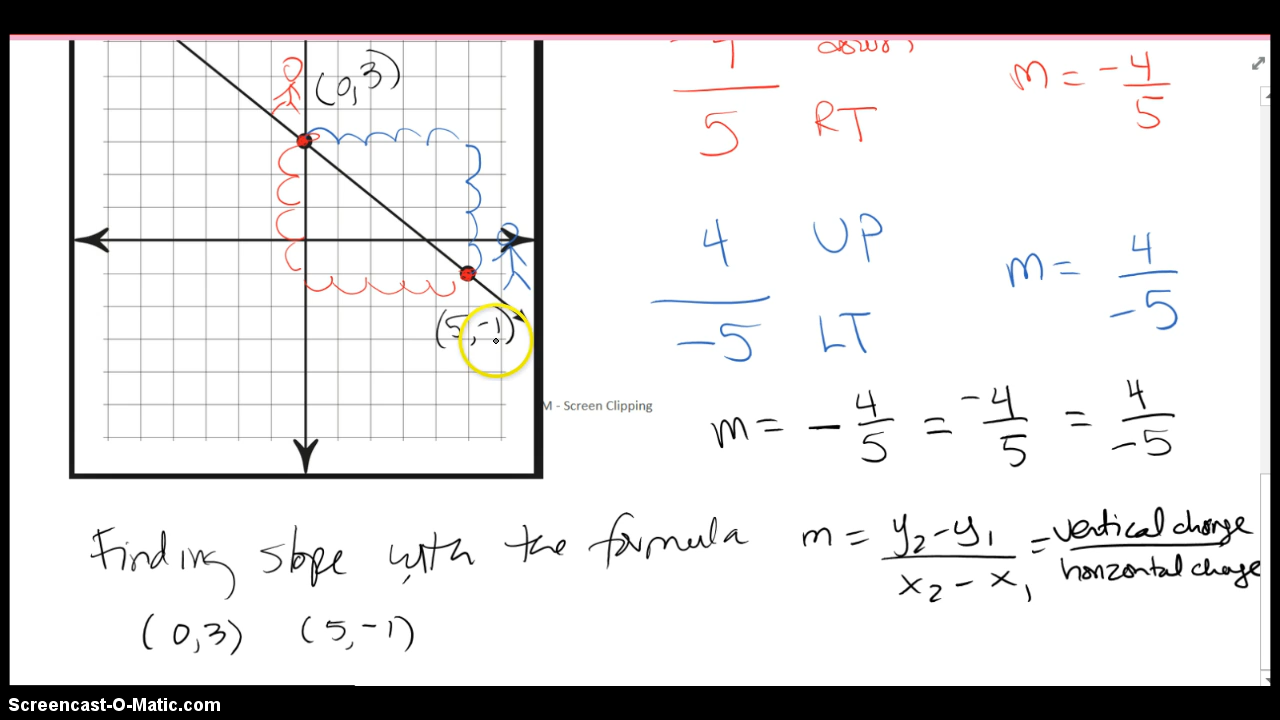 (0,3)
(5,-1)
5 RT
m = -4/5
4 UP
-5 LT
m = 4/-5
M - Screen Clipping
m = - 4/5 = -4/5 = 4/-5
Finding slope with the formula m = y₂-y₁/x₂-x₁ = vertical change/horizontal change
(0,3) (5,-1)
Screencast-O-Matic.com